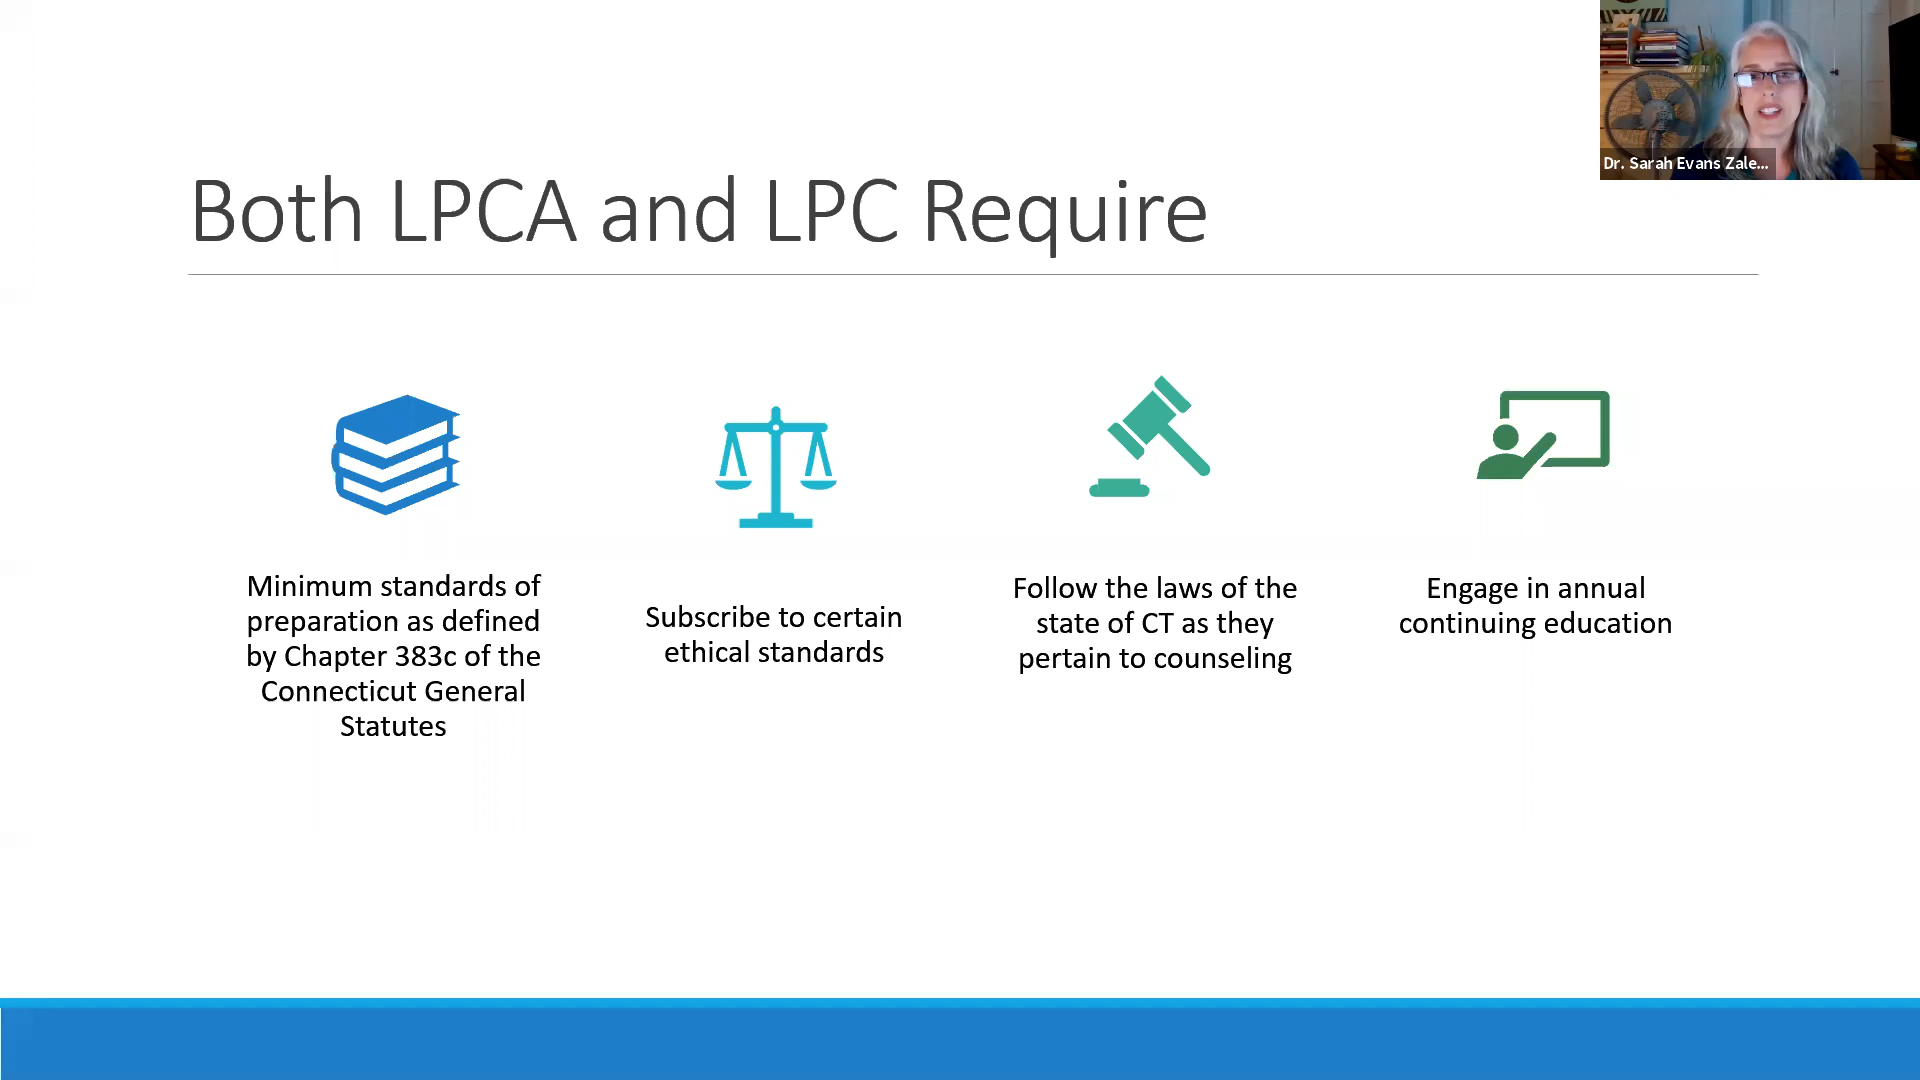 Dr. Sarah Evans Zale...
Both LPCA and LPC Require
Minimum standards of
preparation as defined
by Chapter 383c of the
Connecticut General
Statutes
Subscribe to certain
ethical standards
Follow the laws of the
state of CT as they
pertain to counseling
Engage in annual
continuing education